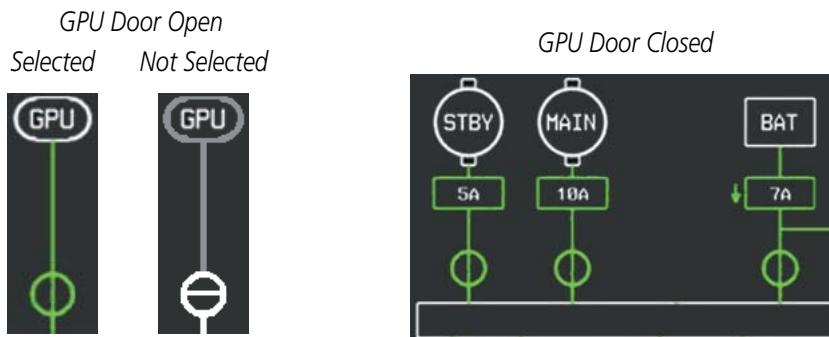 GPU Door Open
Selected Not Selected
GPU GPU
GPU Door Closed
STBY MAIN BAT
5A 10A 7A